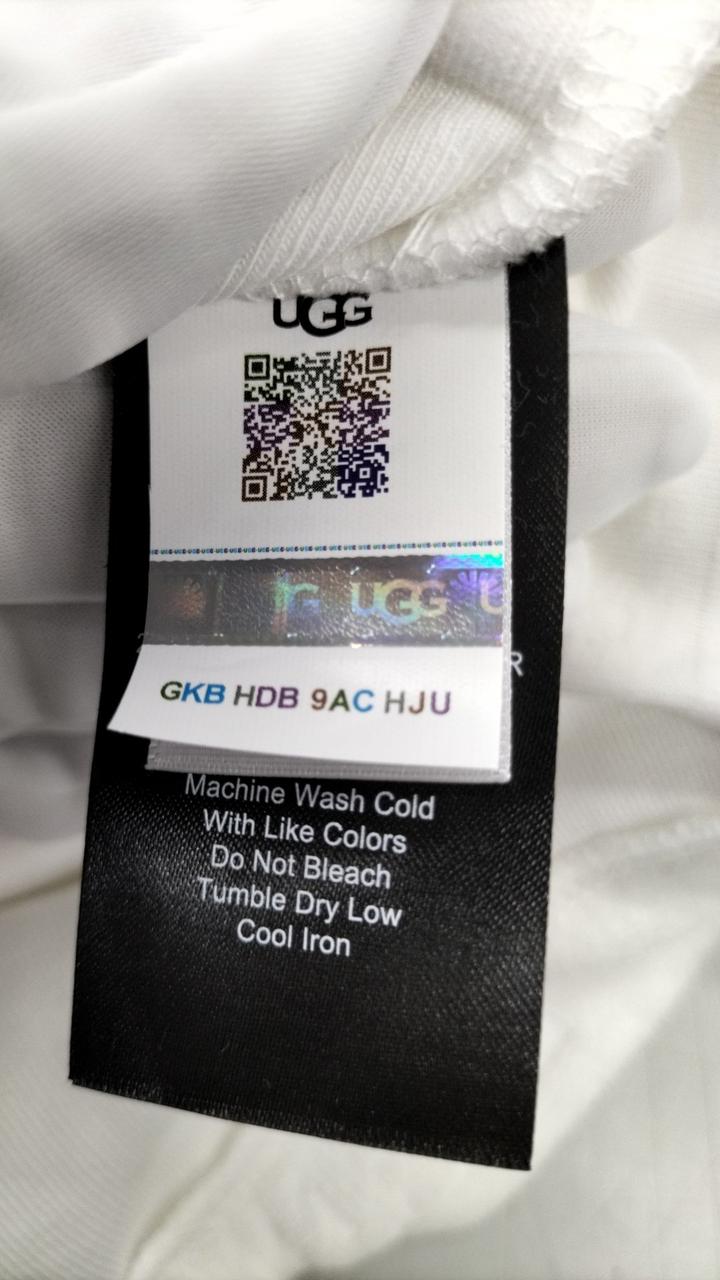 UGG
UGG
GKB HDB 9AC HJU
R
Machine Wash Cold
With Like Colors
Do Not Bleach
Tumble Dry Low
Cool Iron